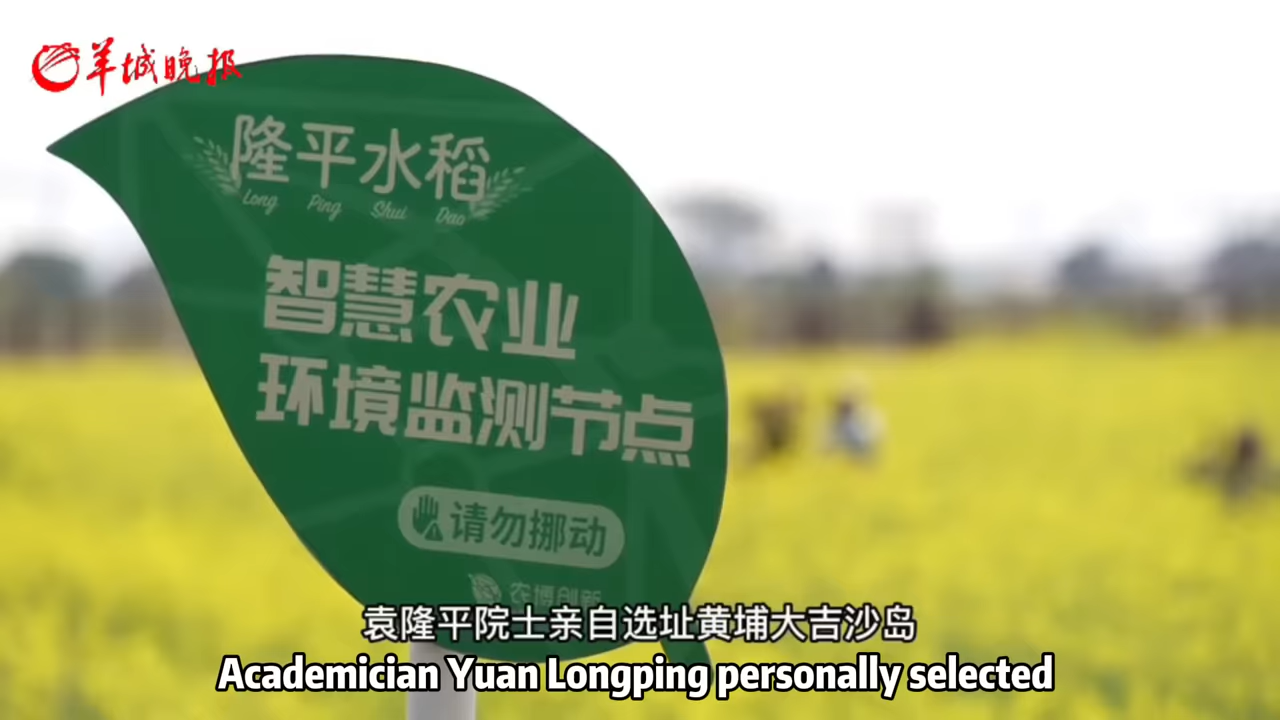 羊城晚报
隆平水稻
Long Ping Shui Dao
智慧农业
环境监测节点
请勿挪动
农博创新
袁隆平院士亲自选址黄埔大吉沙岛
Academician Yuan Longping personally selected